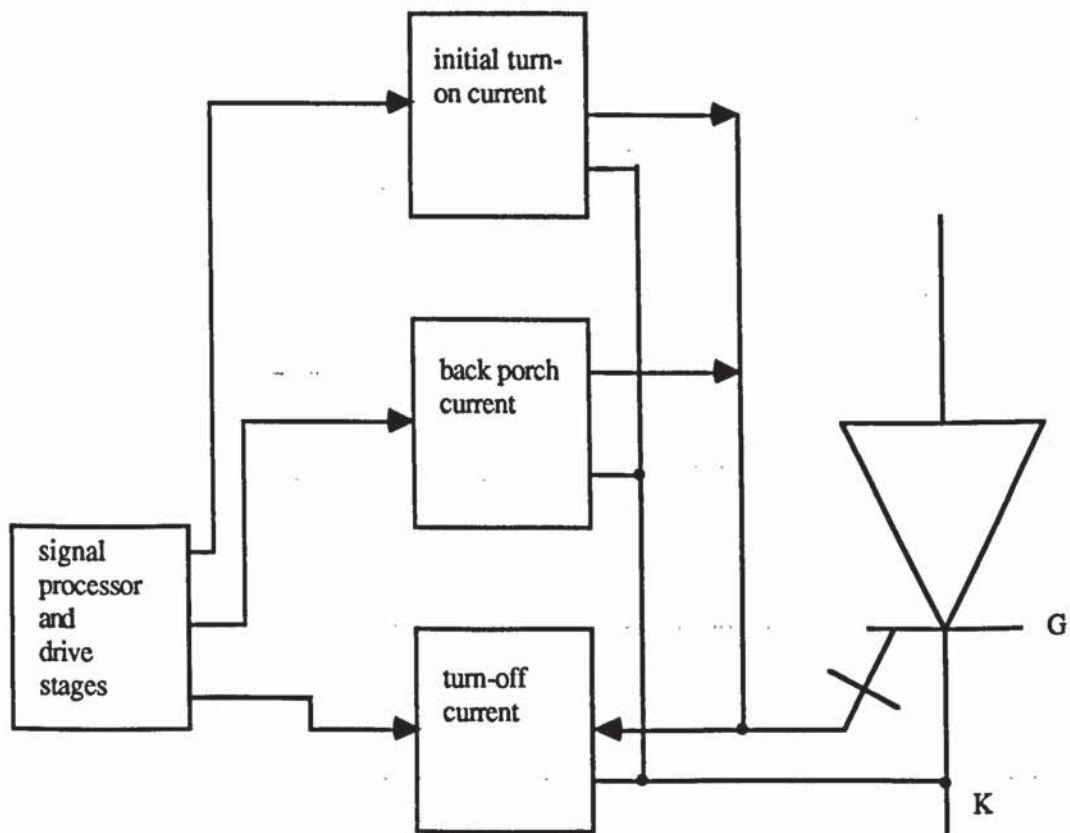 initial turn-
on current
back porch
current
signal
processor
and
drive
stages
turn-off
current
G
K